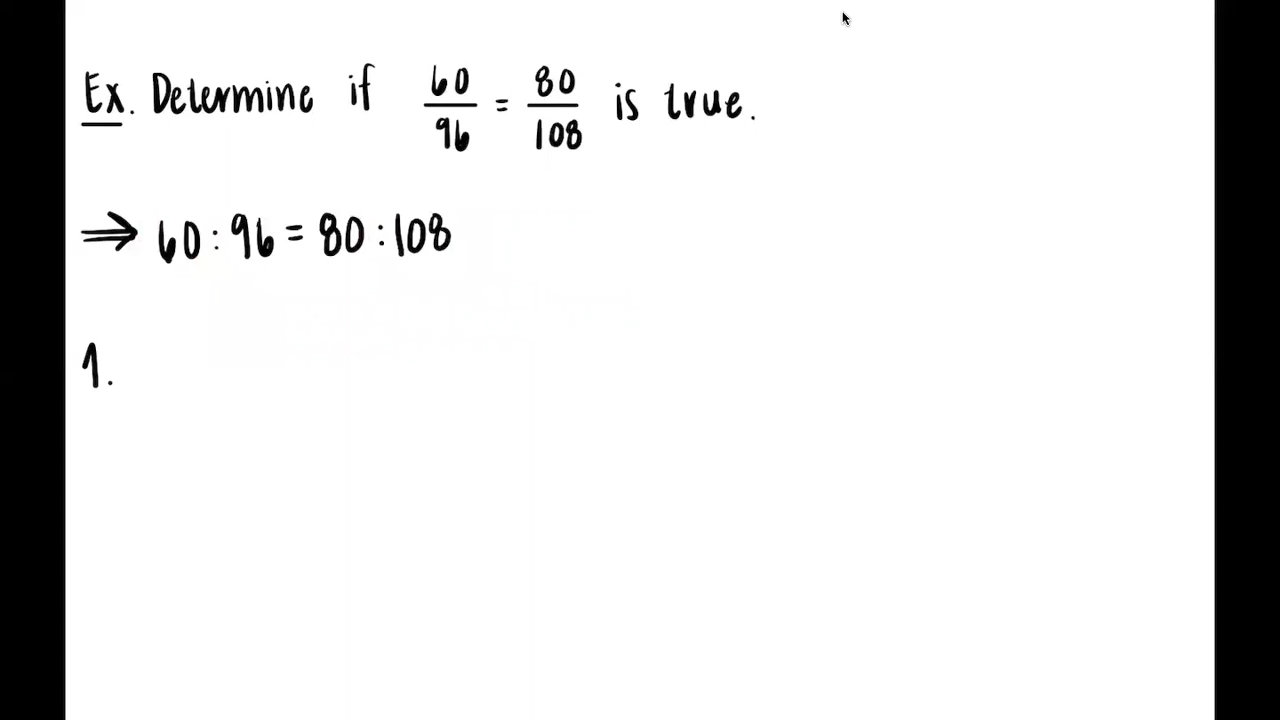 Ex. Determine if 60/96 = 80/108 is true.
⇒ 60:96 = 80:108
1.